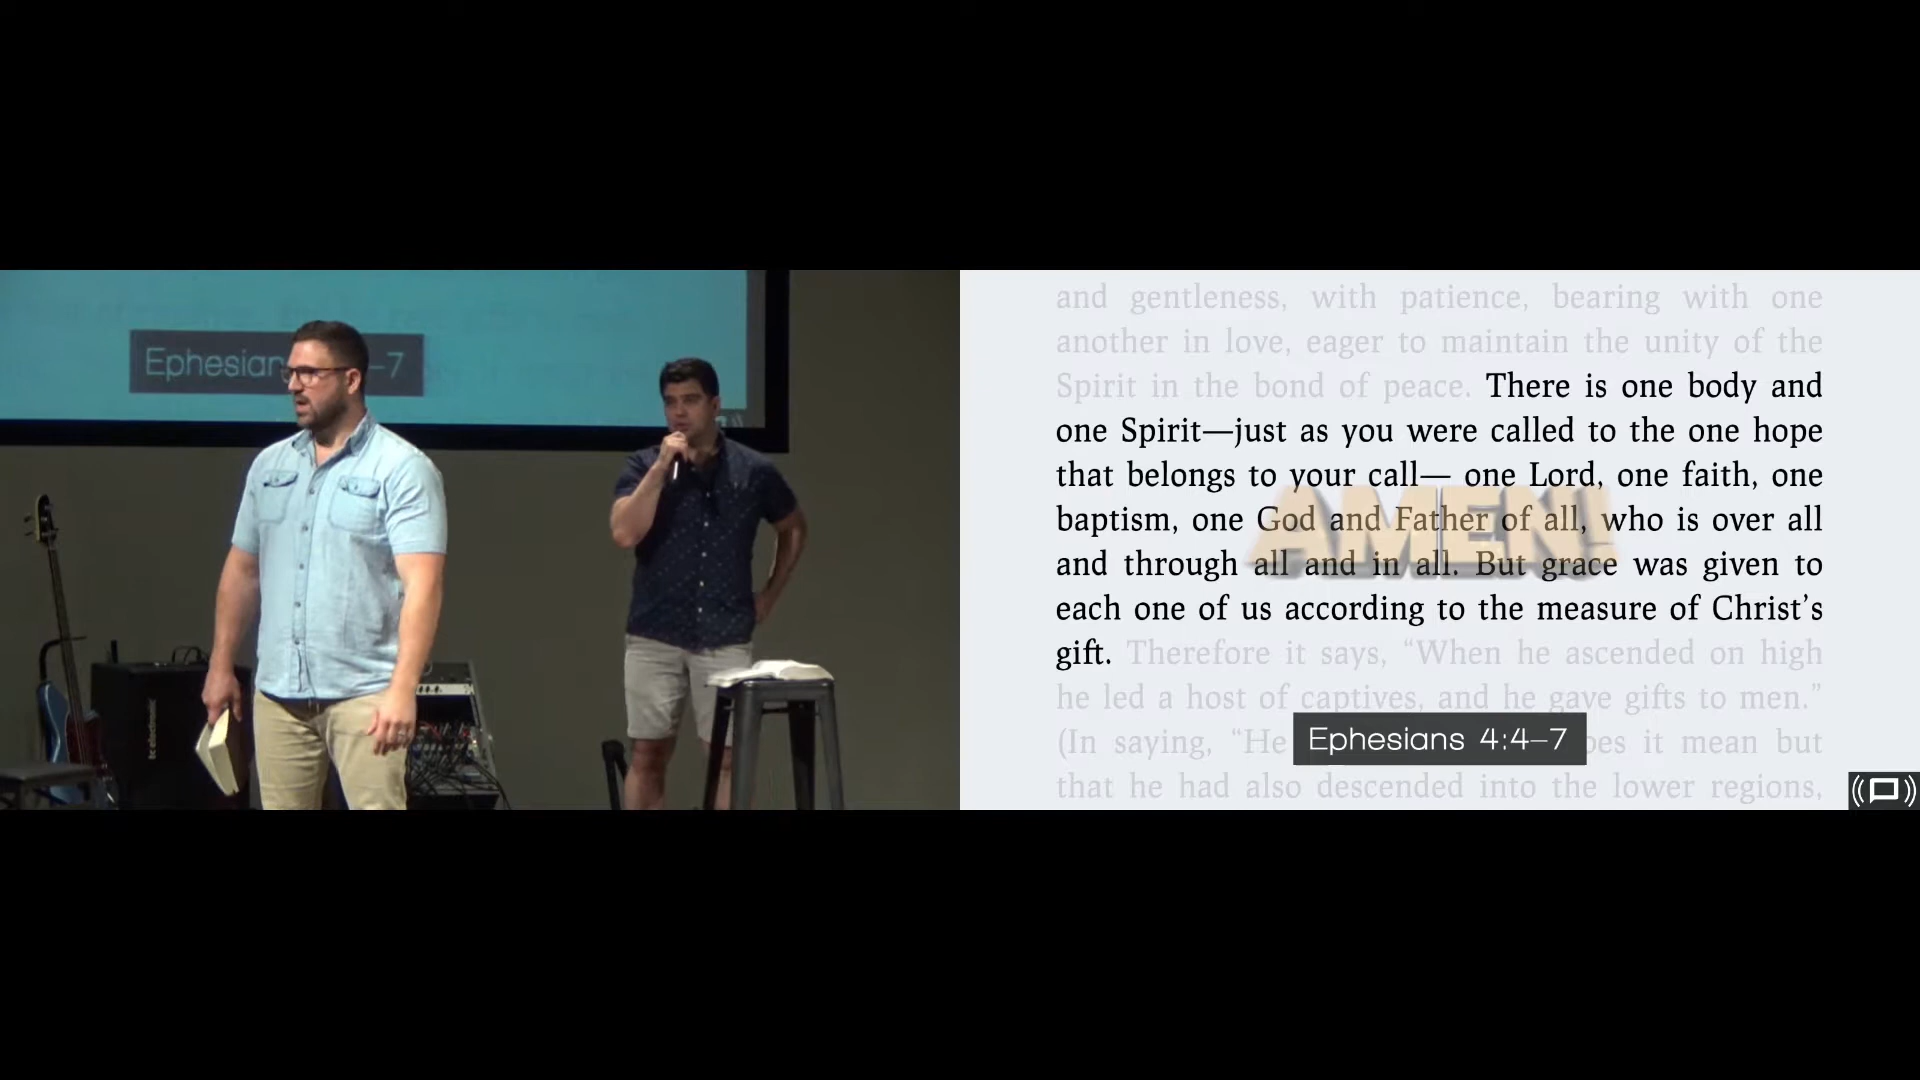 Ephesian –7
tc electronic
and gentleness, with patience, bearing with one
another in love, eager to maintain the unity of the
Spirit in the bond of peace. There is one body and
one Spirit—just as you were called to the one hope
that belongs to your call— one Lord, one faith, one
baptism, one God and Father of all, who is over all
and through all and in all. But grace was given to
each one of us according to the measure of Christ’s
gift. Therefore it says, “When he ascended on high
he led a host of captives, and he gave gifts to men.”
(In saying, “He oes it mean but
that he had also descended into the lower regions,
AMEN!
Ephesians 4:4–7